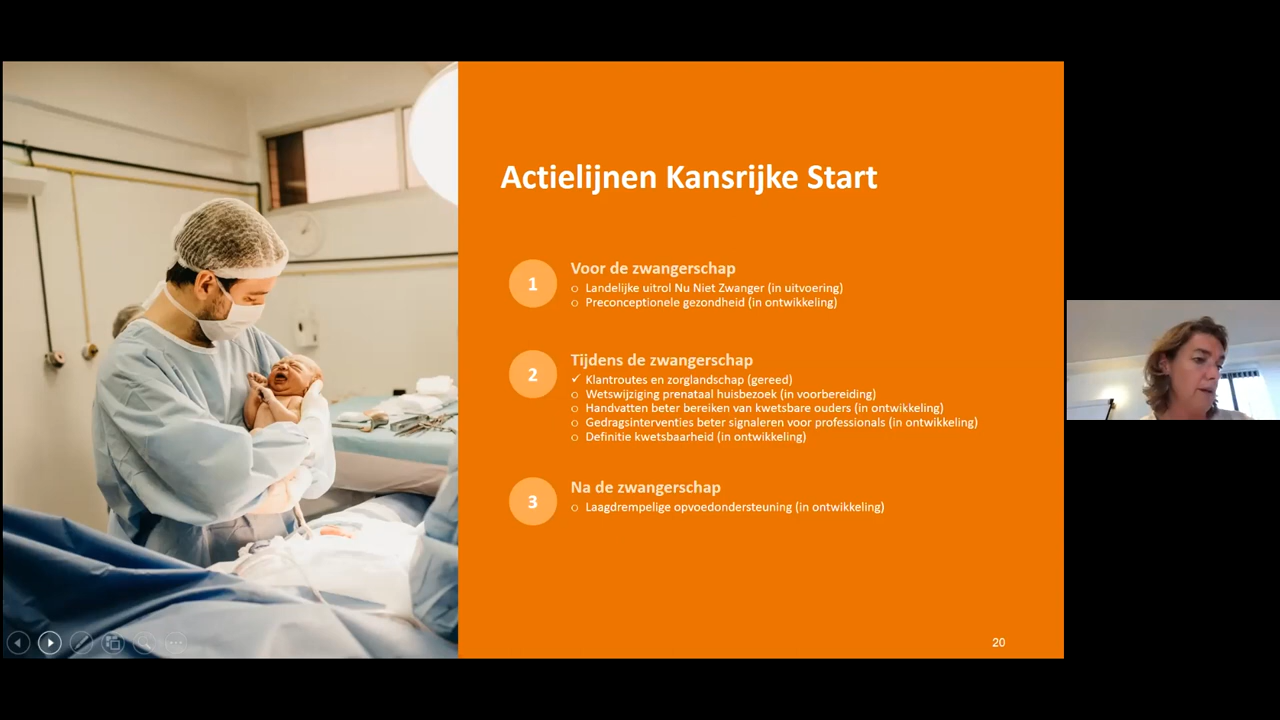 Actielijnen Kansrijke Start
1
Voor de zwangerschap
o Landelijke uitrol Nu Niet Zwanger (in uitvoering)
o Preconceptionele gezondheid (in ontwikkeling)
2
Tijdens de zwangerschap
✓ Klantroutes en zorglandschap (gereed)
o Wetswijziging prenataal huisbezoek (in voorbereiding)
o Handvatten beter bereiken van kwetsbare ouders (in ontwikkeling)
o Gedragsinterventies beter signaleren voor professionals (in ontwikkeling)
o Definitie kwetsbaarheid (in ontwikkeling)
3
Na de zwangerschap
o Laagdrempelige opvoedondersteuning (in ontwikkeling)
20